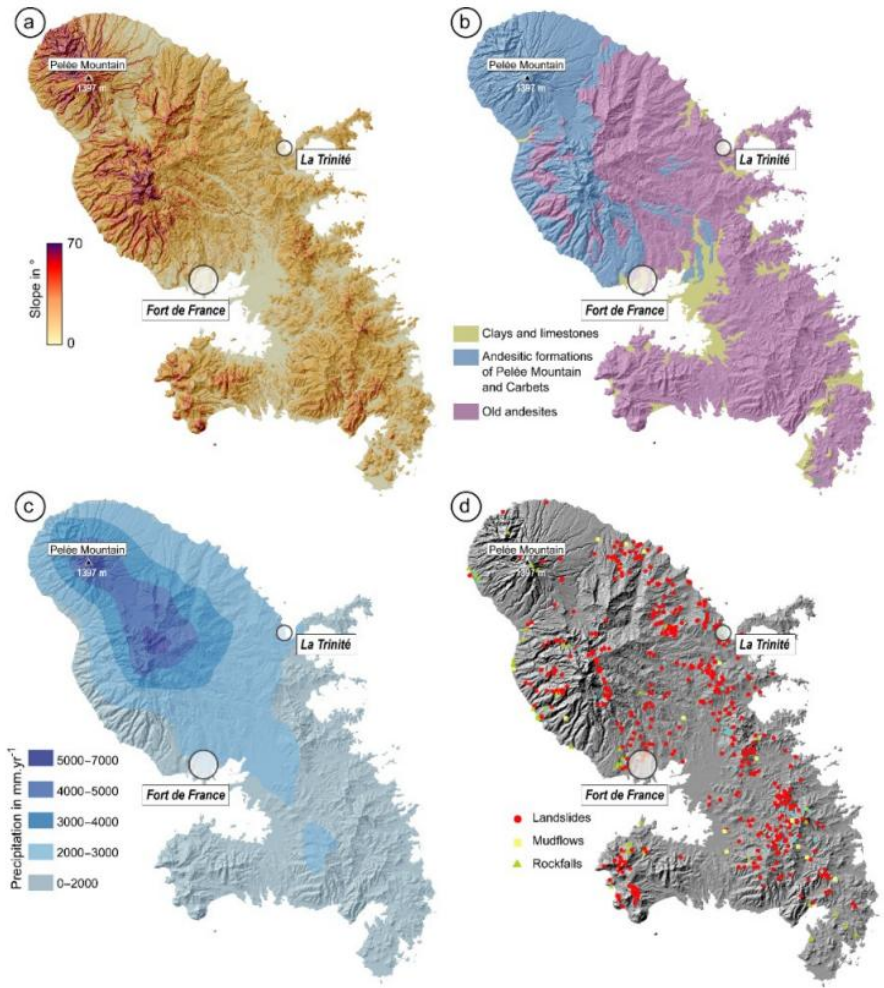 a
Pelée Mountain
1397 m
La Trinité
70
Slope in °
0
Fort de France
b
Pelée Mountain
1397 m
La Trinité
Fort de France
Clays and limestones
Andesitic formations
of Pelée Mountain
and Carbets
Old andesites
c
Pelée Mountain
1397 m
La Trinité
Fort de France
Precipitation in mm.yr⁻¹
5000–7000
4000–5000
3000–4000
2000–3000
0–2000
d
Pelée Mountain
1397 m
La Trinité
Fort de France
Landslides
Mudflows
Rockfalls